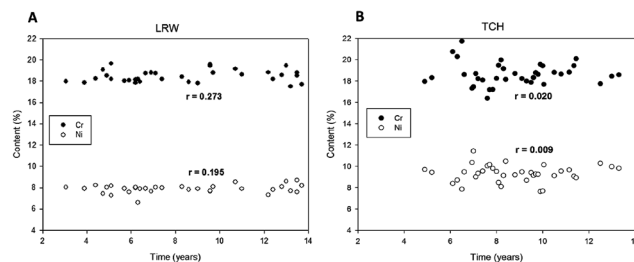 A
LRW
22
20
18
16
14
12
10
8
6
4
Content (%)
r = 0.273
Cr
Ni
r = 0.195
2 4 6 8 10 12 14
Time (years)
B
TCH
22
20
18
16
14
12
10
8
6
4
Content (%)
r = 0.020
Cr
Ni
r = 0.009
2 4 6 8 10 12
Time (years)